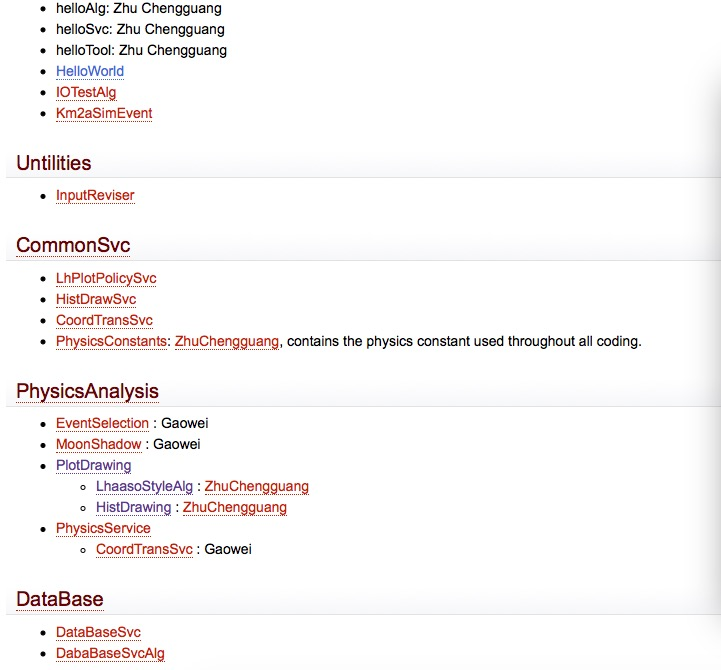 helloAlg: Zhu Chengguang
helloSvc: Zhu Chengguang
helloTool: Zhu Chengguang
HelloWorld
IOTestAlg
Km2aSimEvent
Untilities
InputReviser
CommonSvc
LhPlotPolicySvc
HistDrawSvc
CoordTransSvc
PhysicsConstants: ZhuChengguang, contains the physics constant used throughout all coding.
PhysicsAnalysis
EventSelection : Gaowei
MoonShadow : Gaowei
PlotDrawing
LhaasoStyleAlg : ZhuChengguang
HistDrawing : ZhuChengguang
PhysicsService
CoordTransSvc : Gaowei
DataBase
DataBaseSvc
DabaBaseSvcAlg